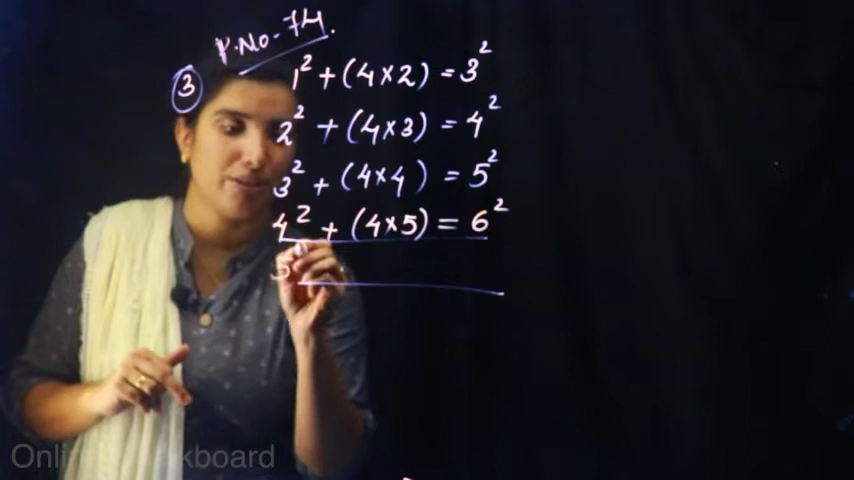 P.No-74.
③ 1² + (4×2) = 3²
2² + (4×3) = 4²
3² + (4×4) = 5²
4² + (4×5) = 6²
5